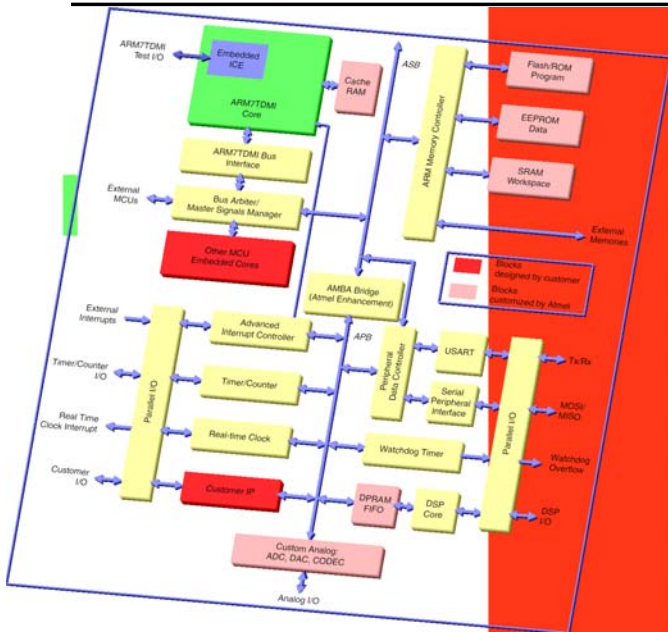 ARM7TDMI
Test I/O
Embedded
ICE
ARM7TDMI
Core
Cache
RAM
ASB
ARM Memory Controller
Flash/ROM
Program
EEPROM
Data
SRAM
Workspace
External
Memories
ARM7TDMI Bus
Interface
External
MCUs
Bus Arbiter/
Master Signals Manager
Other MCU
Embedded Cores
Blocks
designed by customer
Blocks
customized by Atmel
AMBA Bridge
(Atmel Enhancement)
External
Interrupts
Advanced
Interrupt Controller
APB
Peripheral
Data Controller
USART
Tx/Rx
Timer/Counter
I/O
Parallel I/O
Timer/Counter
Serial
Peripheral
Interface
Parallel I/O
MOSI/
MISO
Real Time
Clock Interrupt
Real-time Clock
Watchdog Timer
Watchdog
Overflow
Customer
I/O
Customer IP
DPRAM
FIFO
DSP
Core
DSP
I/O
Custom Analog:
ADC, DAC, CODEC
Analog I/O